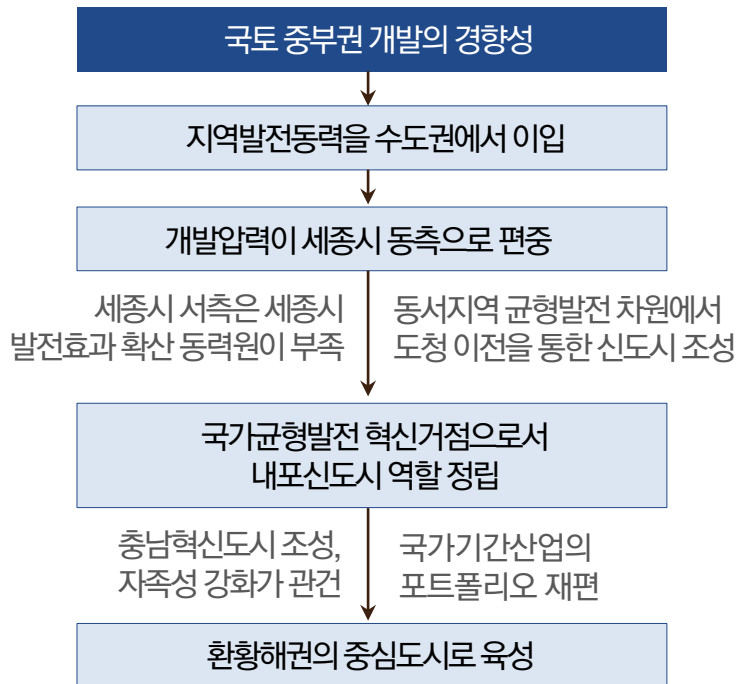 국토 중부권 개발의 경향성
지역발전동력을 수도권에서 이입
개발압력이 세종시 동측으로 편중
세종시 서측은 세종시
발전효과 확산 동력원이 부족
동서지역 균형발전 차원에서
도청 이전을 통한 신도시 조성
국가균형발전 혁신거점으로서
내포신도시 역할 정립
충남혁신도시 조성,
자족성 강화가 관건
국가기간산업의
포트폴리오 재편
환황해권의 중심도시로 육성